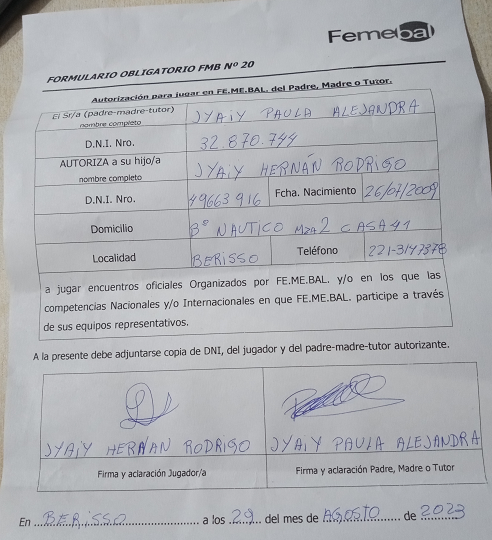 Femebal
FORMULARIO OBLIGATORIO FMB Nº 20
Autorización para jugar en FE.ME.BAL. del Padre, Madre o Tutor.
El Sr/a (padre-madre-tutor) JYAIY PAULA ALEJANDRA
nombre completo
D.N.I. Nro. 32.870.744
AUTORIZA a su hijo/a JYAIY HERNÁN RODRIGO
nombre completo
D.N.I. Nro. 49663916 Fcha. Nacimiento 26/07/2009
Domicilio Bº NAUTICO MZA 2 CASA 41
Localidad BERISSO Teléfono 221-3147378
a jugar encuentros oficiales Organizados por FE.ME.BAL. y/o en los que las
competencias Nacionales y/o Internacionales en que FE.ME.BAL. participe a través
de sus equipos representativos.
A la presente debe adjuntarse copia de DNI, del jugador y del padre-madre-tutor autorizante.
JYAIY HERNAN RODRIGO JYAIY PAULA ALEJANDRA
Firma y aclaración Jugador/a Firma y aclaración Padre, Madre o Tutor
En BERISSO a los 29 del mes de AGOSTO de 2023